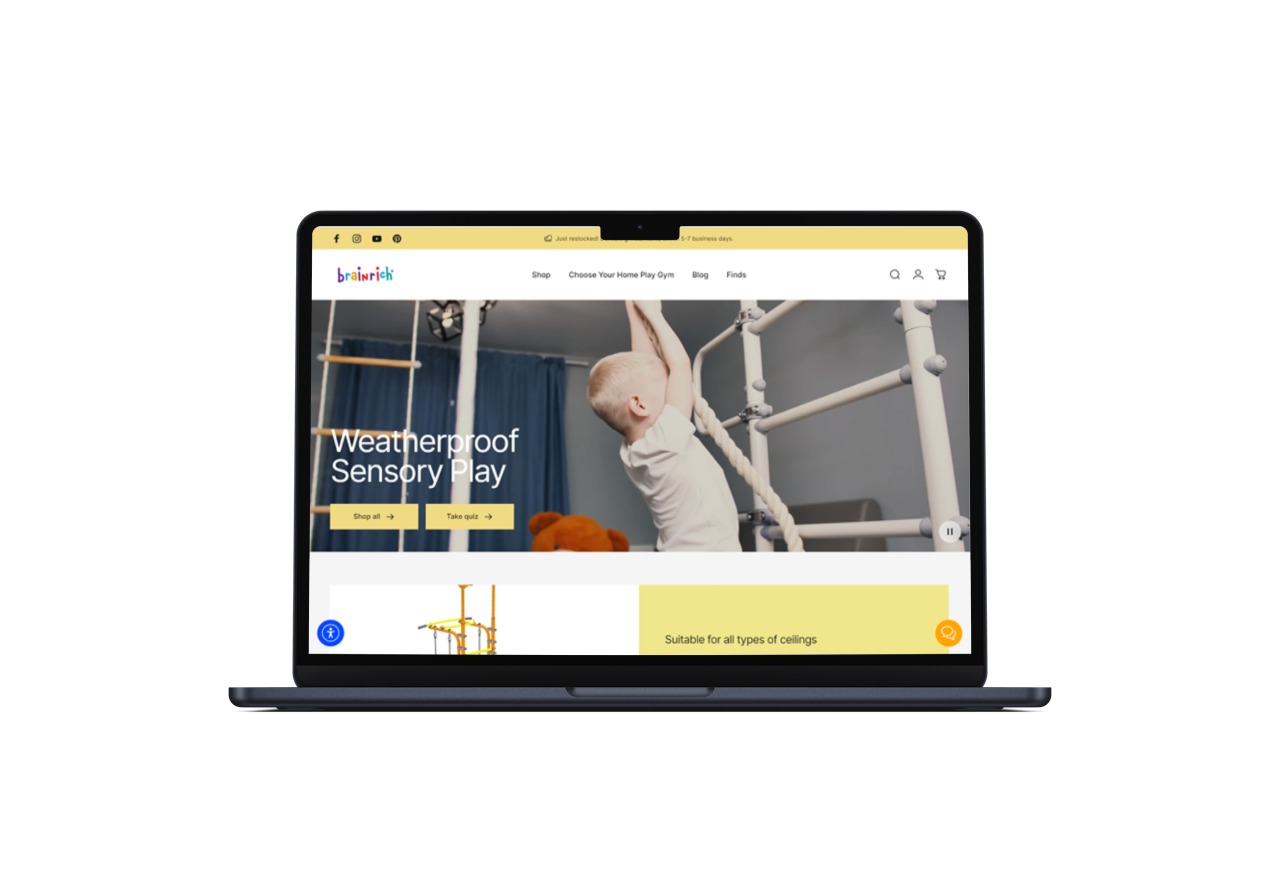 Just restocked!
5-7 business days.
brainrich
Shop
Choose Your Home Play Gym
Blog
Finds
Weatherproof
Sensory Play
Shop all
Take quiz
Suitable for all types of ceilings